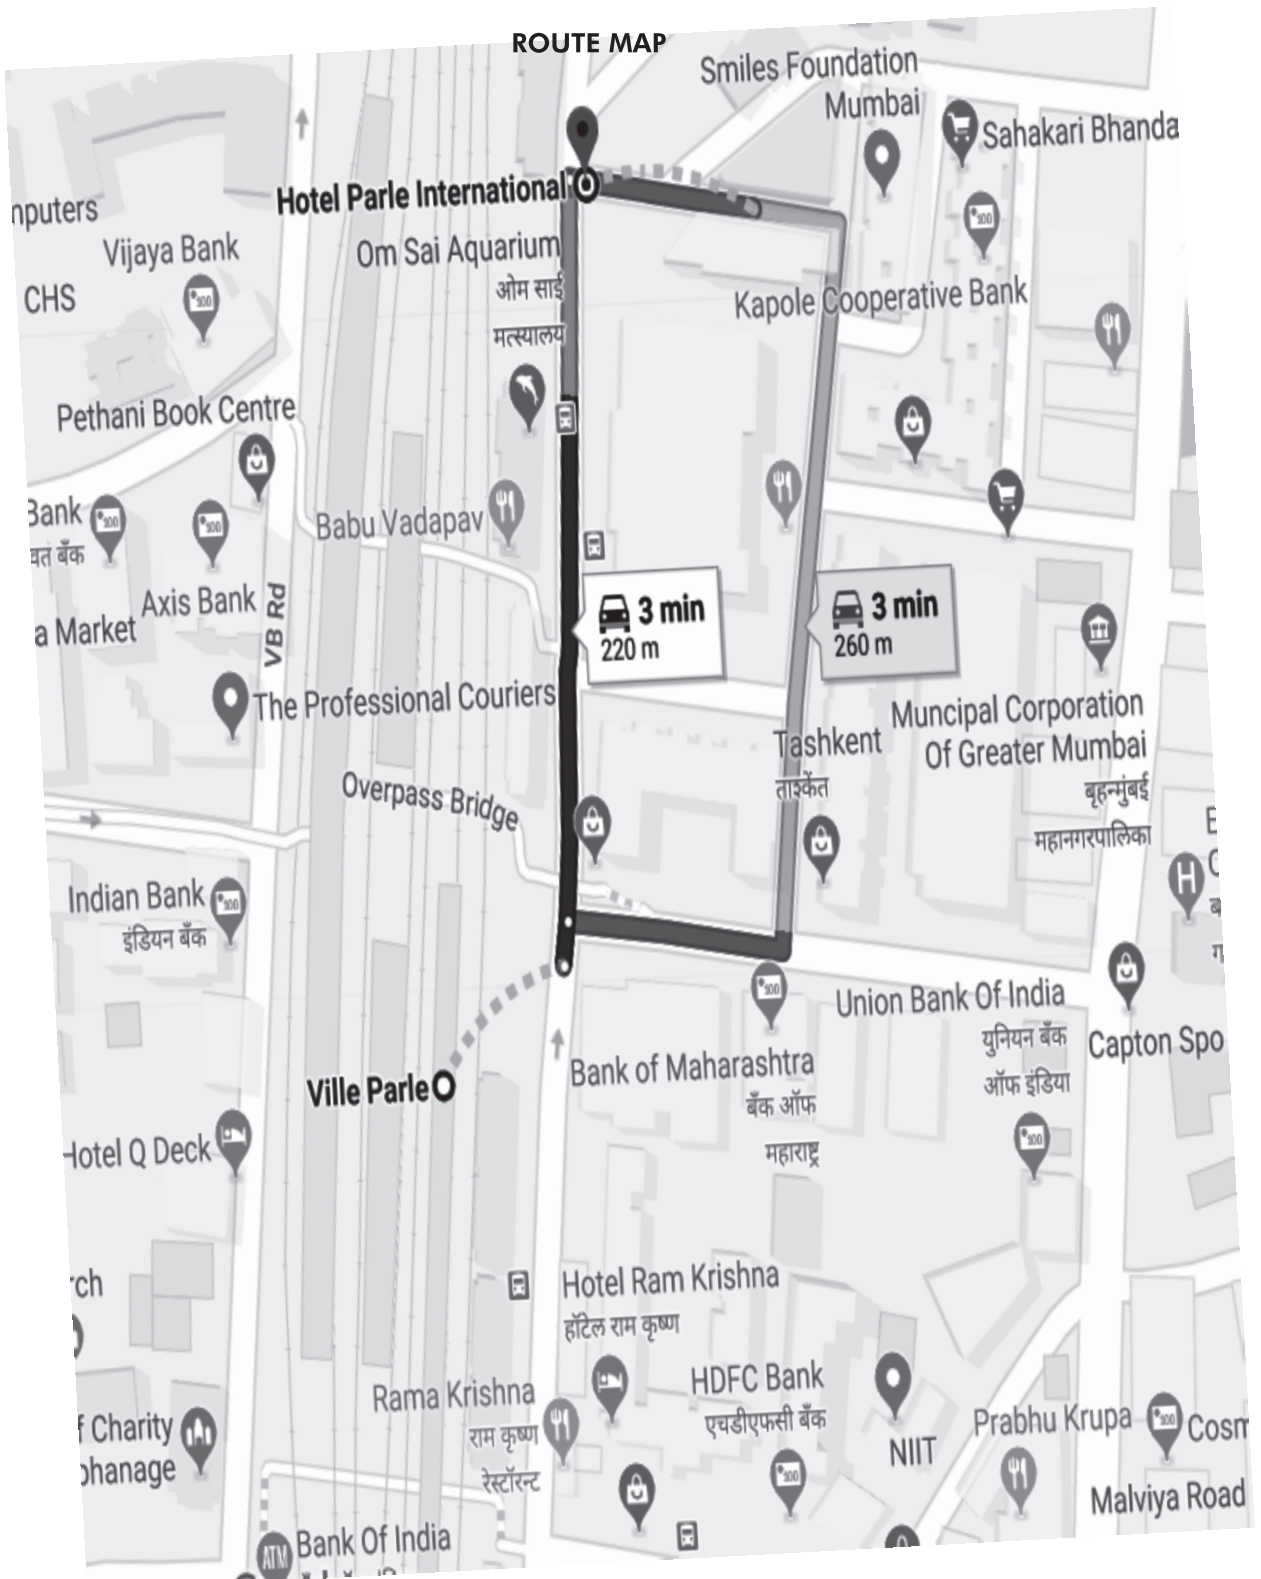 ROUTE MAP
Smiles Foundation
Mumbai
Sahakari Bhanda
Hotel Parle International
nputers
Vijaya Bank
Om Sai Aquarium
ओम साई
मत्स्यालय
CHS
Kapole Cooperative Bank
Pethani Book Centre
Babu Vadapav
Bank
वत बँक
Axis Bank
a Market
VB Rd
3 min
220 m
3 min
260 m
The Professional Couriers
Muncipal Corporation
Of Greater Mumbai
बृहन्मुंबई
महानगरपालिका
Tashkent
ताश्केंत
Overpass Bridge
H
Indian Bank
इंडियन बँक
Union Bank Of India
युनियन बँक
ऑफ इंडिया
Capton Spo
Bank of Maharashtra
बँक ऑफ
महाराष्ट्र
Ville Parle
Hotel Q Deck
rch
Hotel Ram Krishna
हॉटेल राम कृष्ण
Rama Krishna
राम कृष्ण
रेस्टॉरन्ट
HDFC Bank
एचडीएफसी बँक
NIIT
Prabhu Krupa
Cosm
f Charity
phanage
Malviya Road
ATM
Bank Of India